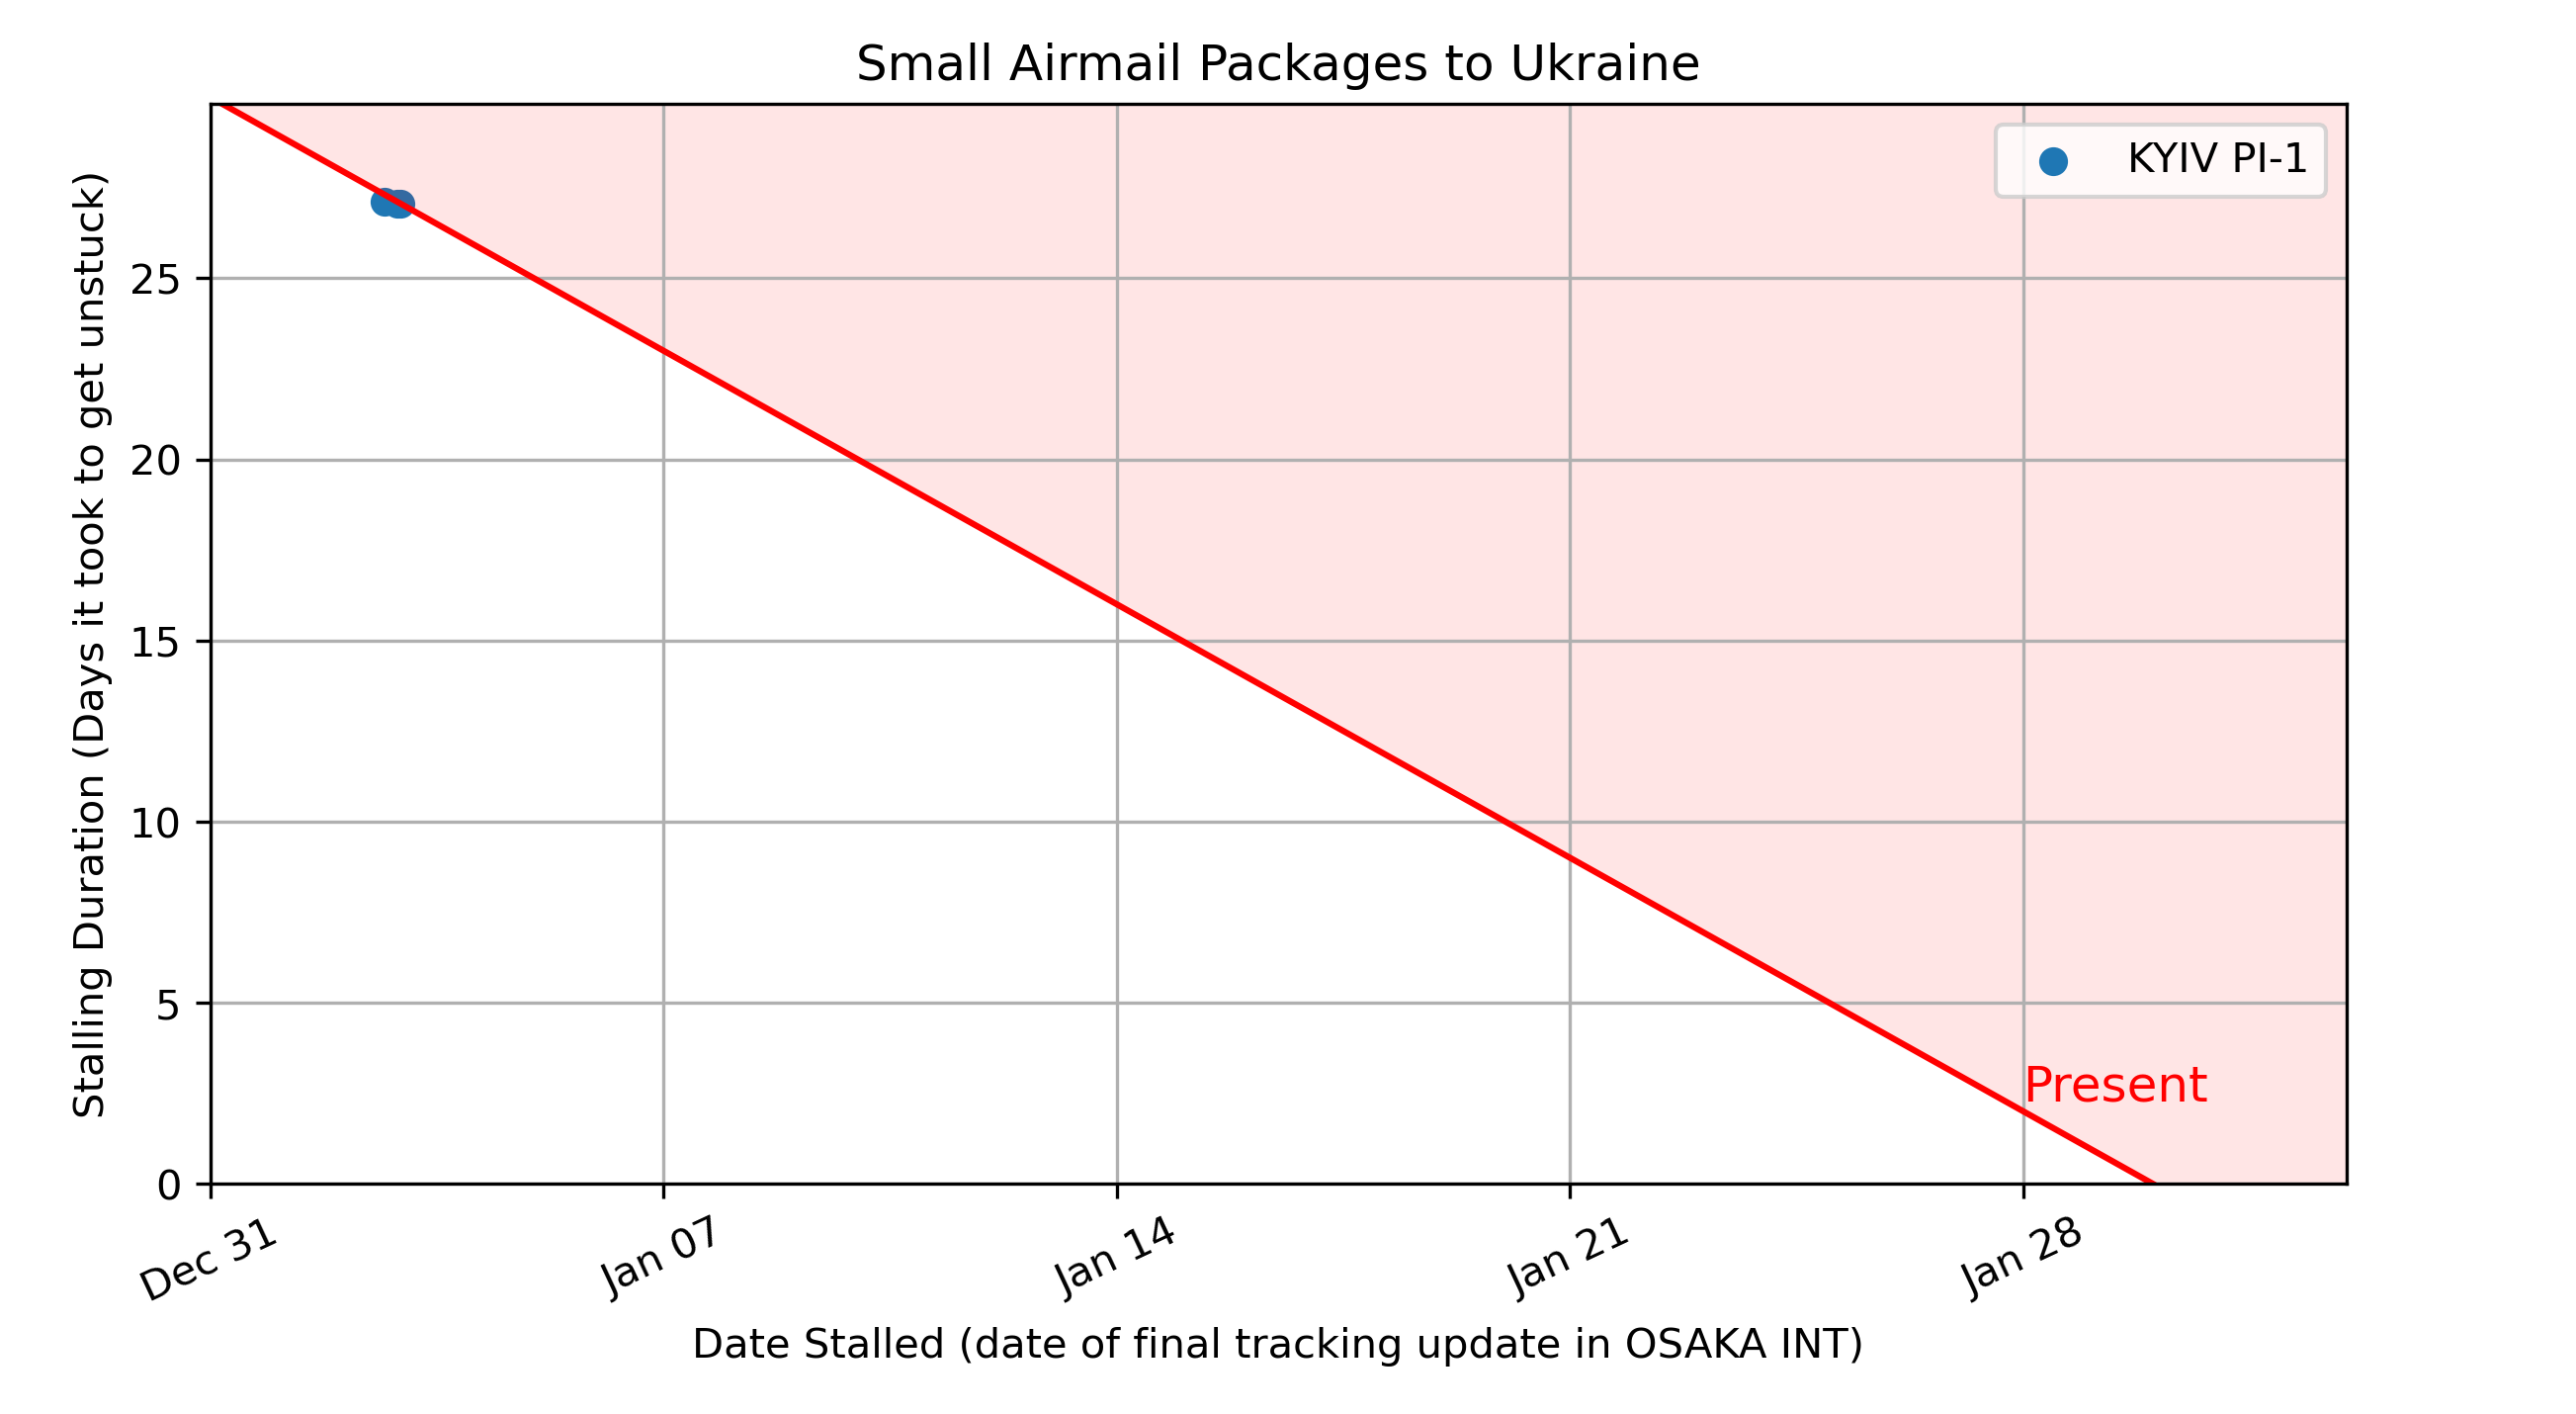 Small Airmail Packages to Ukraine
KYIV PI-1
Stalling Duration (Days it took to get unstuck)
25
20
15
10
5
0
Present
Dec 31
Jan 07
Jan 14
Jan 21
Jan 28
Date Stalled (date of final tracking update in OSAKA INT)